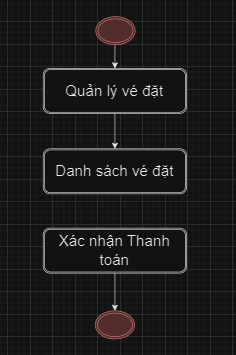 Quản lý vé đặt
Danh sách vé đặt
Xác nhận Thanh
toán